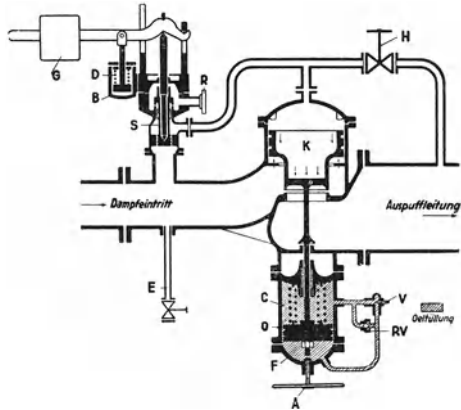 H
G
D
B
R
S
K
Dampfeintritt
Auspuffleitung
E
C
O
V
RV
Oelfüllung
F
A